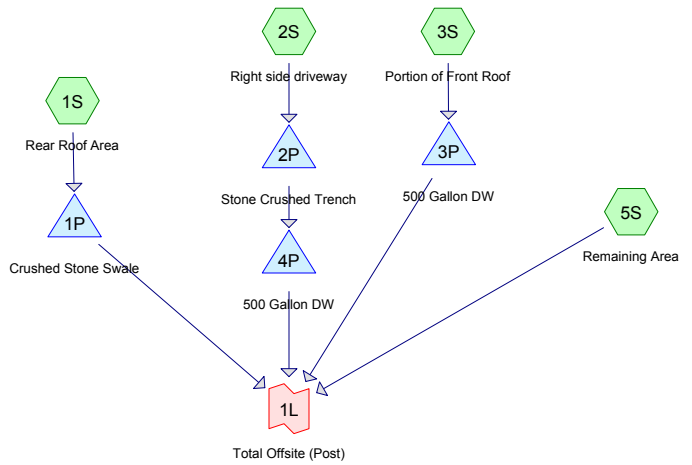 2S
Right side driveway
3S
Portion of Front Roof
1S
Rear Roof Area
2P
Stone Crushed Trench
3P
500 Gallon DW
1P
Crushed Stone Swale
4P
500 Gallon DW
5S
Remaining Area
1L
Total Offsite (Post)